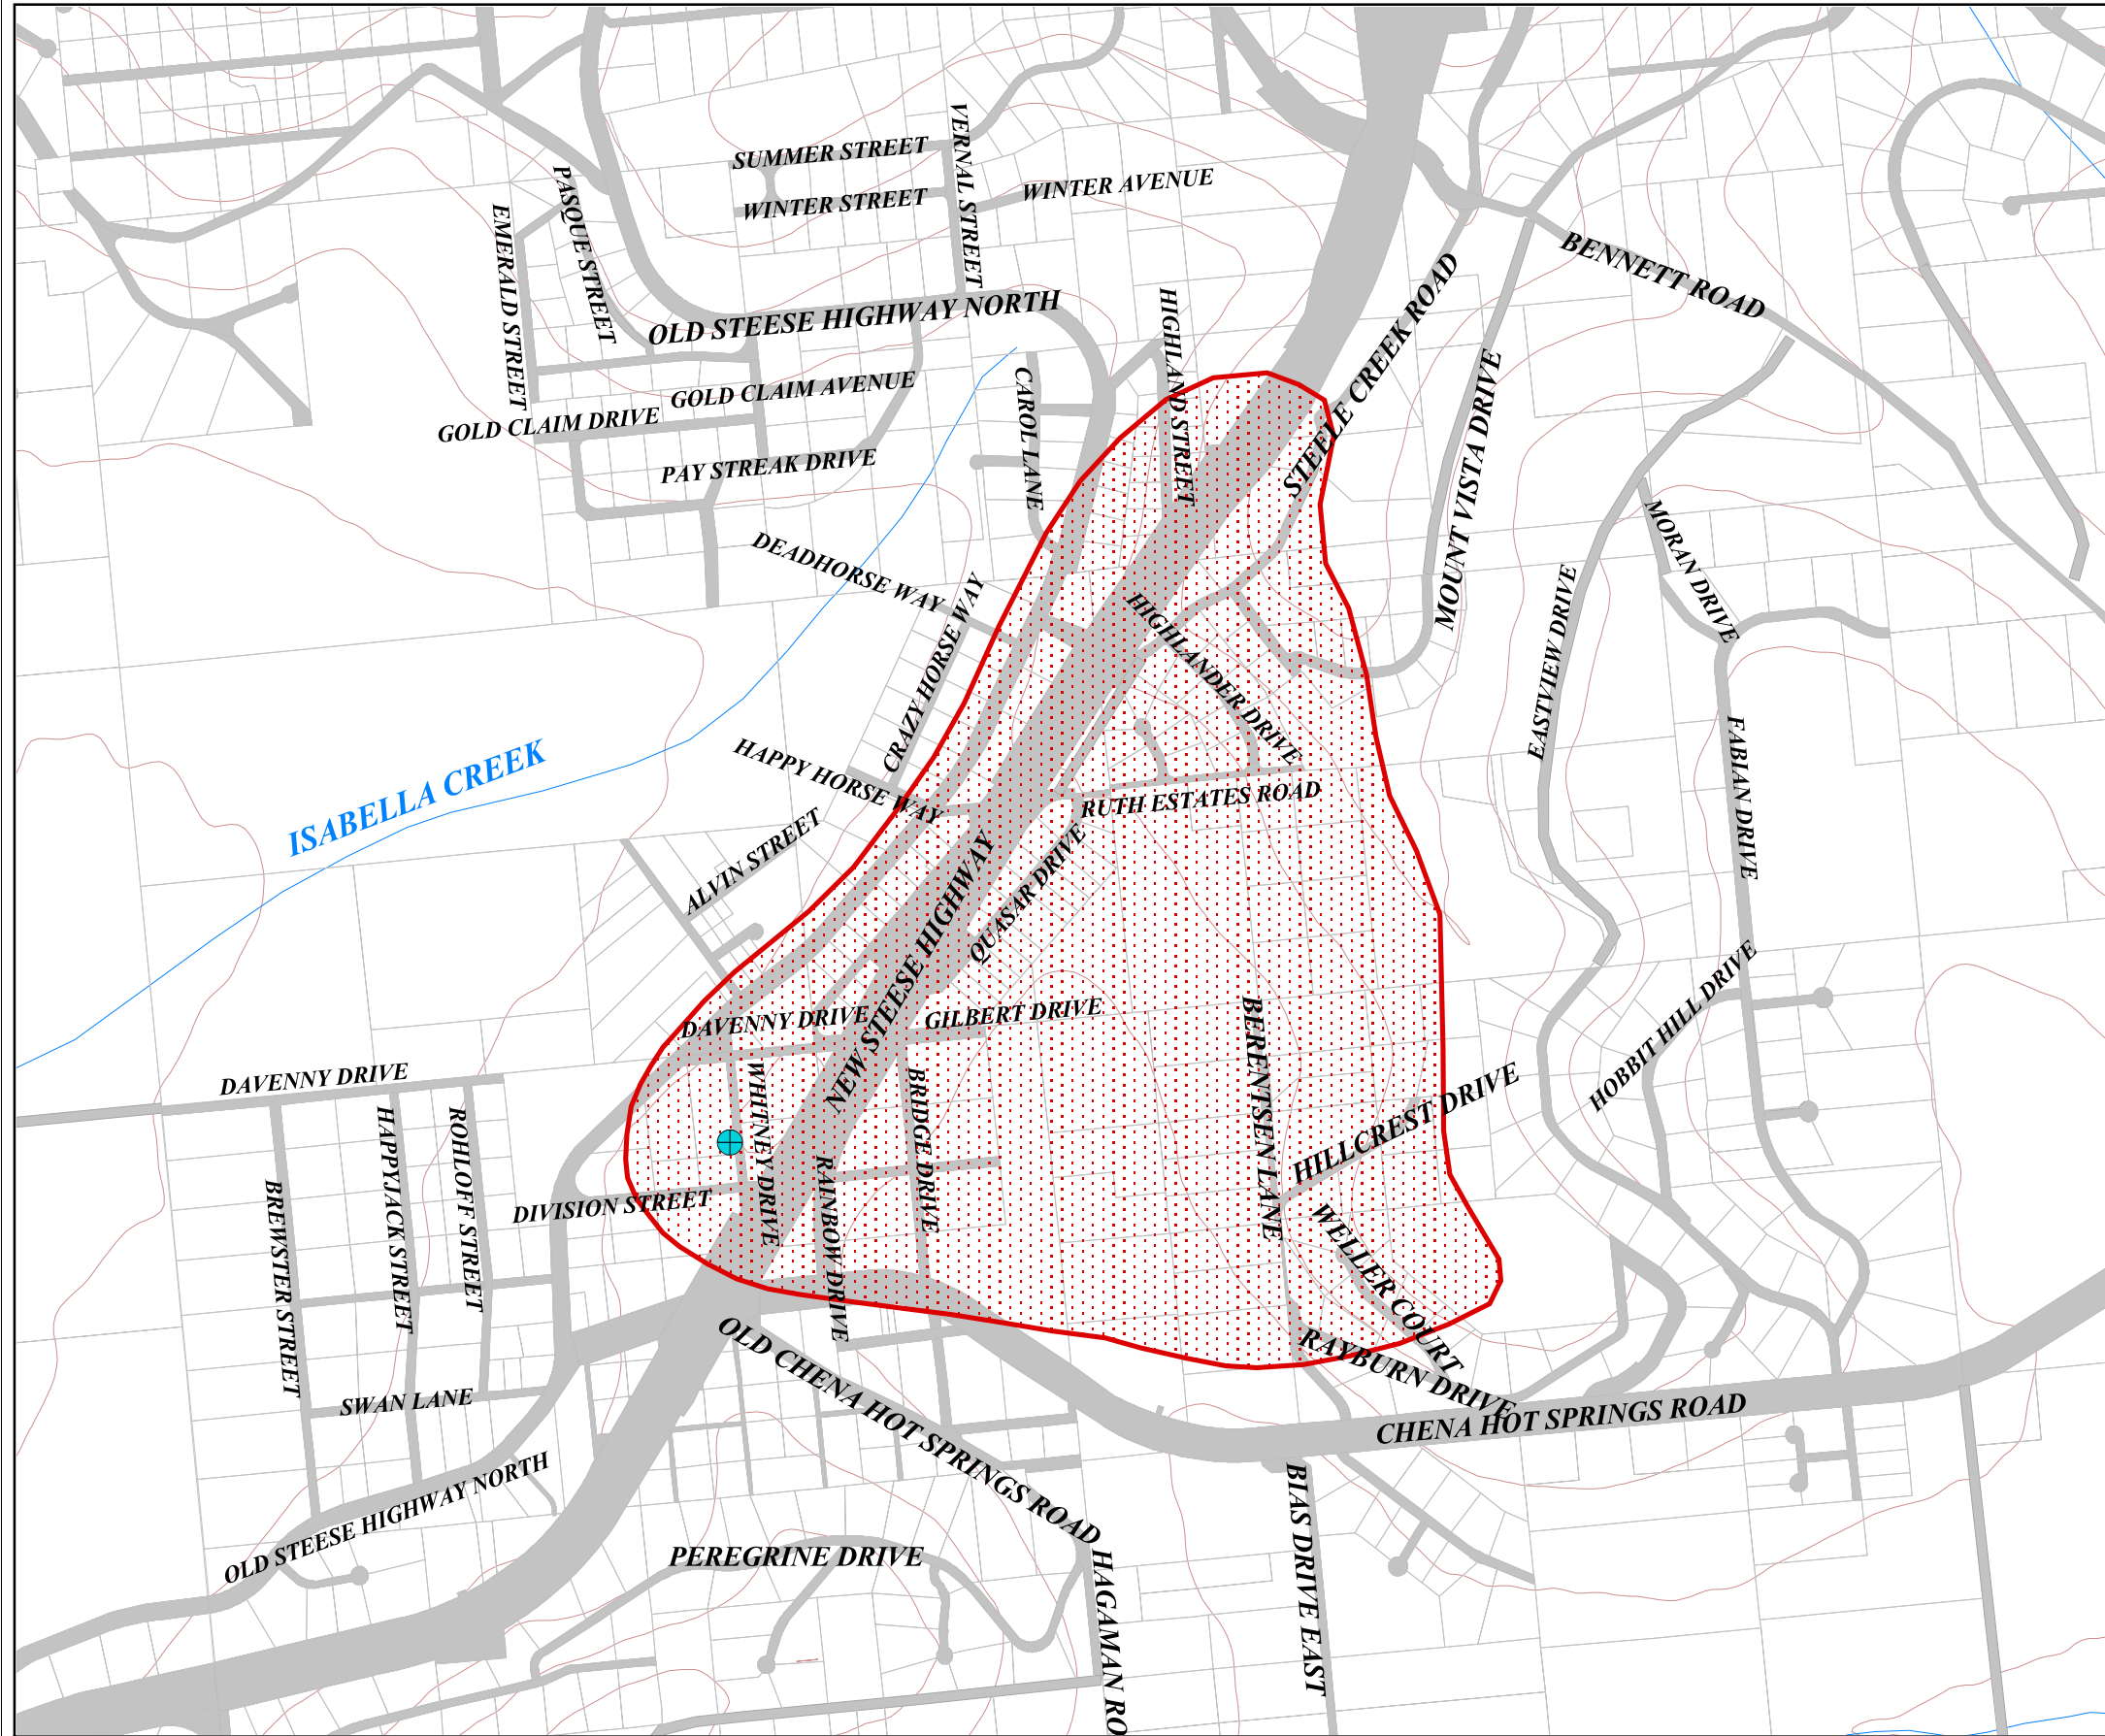 SUMMER STREET
VERNAL STREET
WINTER STREET
WINTER AVENUE
PASQUE STREET
EMERALD STREET
BENNETT ROAD
OLD STEESE HIGHWAY NORTH
HIGHLAND STREET
STEELE CREEK ROAD
MOUNT VISTA DRIVE
GOLD CLAIM AVENUE
GOLD CLAIM DRIVE
CAROL LANE
PAY STREAK DRIVE
DEADHORSE WAY
CRAZY HORSE WAY
MORAN DRIVE
EASTVIEW DRIVE
HIGHLANDER DRIVE
FABIAN DRIVE
ISABELLA CREEK
HAPPY HORSE WAY
RUTH ESTATES ROAD
ALVIN STREET
QUASAR DRIVE
NEW STEESE HIGHWAY
HOBBIT HILL DRIVE
DAVENNY DRIVE
GILBERT DRIVE
BERENTSEN LANE
DAVENNY DRIVE
WHITNEY DRIVE
BRIDGE DRIVE
HILLCREST DRIVE
HAPPYJACK STREET
ROHLOFF STREET
BREWSTER STREET
DIVISION STREET
RAINBOW DRIVE
WELLER COURT
RAYBURN DRIVE
OLD CHENA HOT SPRINGS ROAD
CHENA HOT SPRINGS ROAD
SWAN LANE
OLD STEESE HIGHWAY NORTH
BIAS DRIVE EAST
PEREGRINE DRIVE
HAGAMAN RO